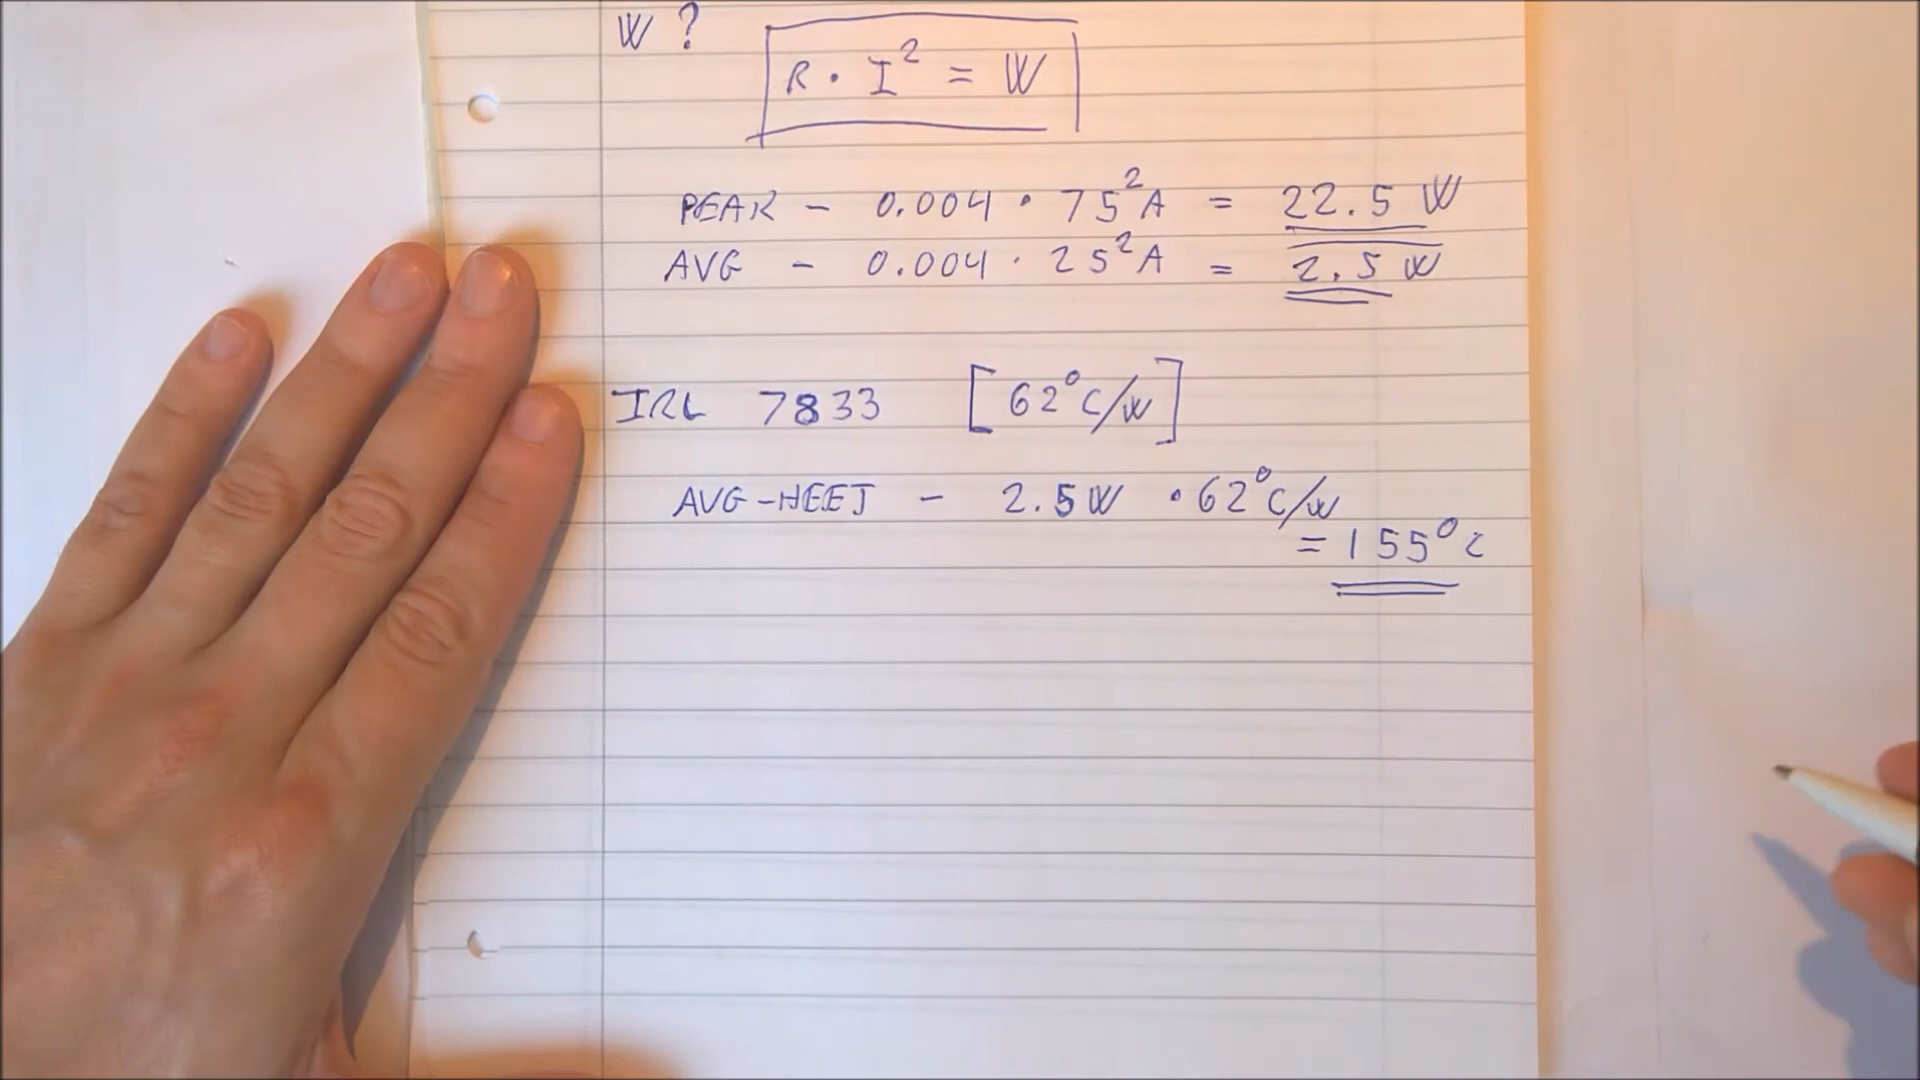 W ?
R · I² = W
PEAK - 0.004 · 75²A = 22.5 W
AVG - 0.004 · 25²A = 2.5 W
IRL 7833 [62°C/W]
AVG-HEET - 2.5W · 62°C/W
= 155°C